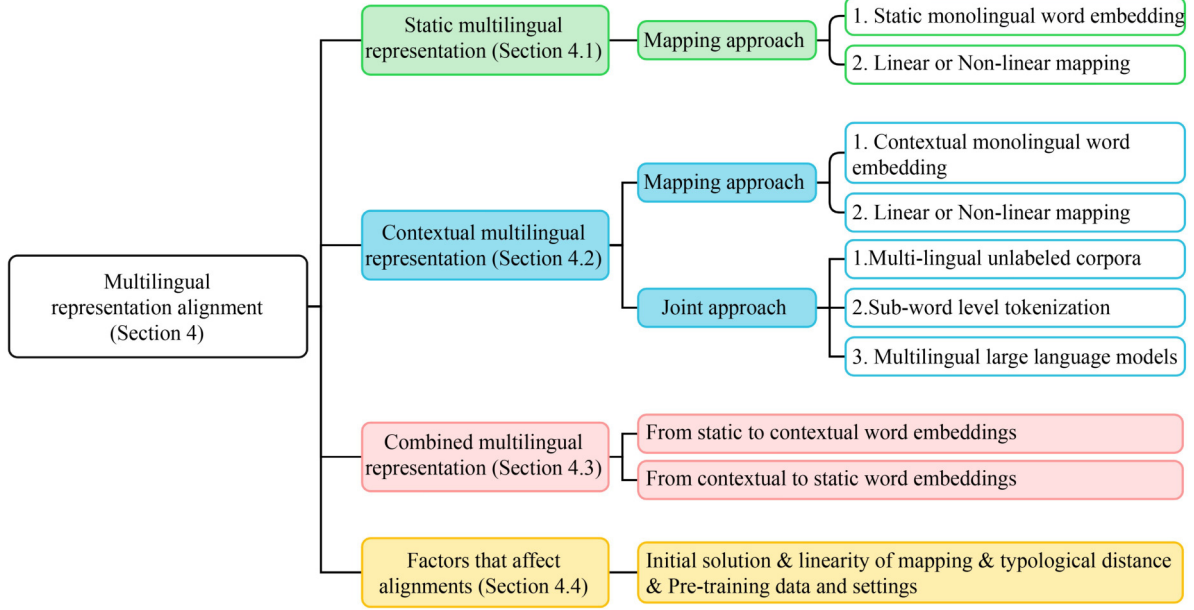 Multilingual
representation alignment
(Section 4)
Static multilingual
representation (Section 4.1)
Mapping approach
1. Static monolingual word embedding
2. Linear or Non-linear mapping
Contextual multilingual
representation (Section 4.2)
Mapping approach
1. Contextual monolingual word
embedding
2. Linear or Non-linear mapping
Joint approach
1.Multi-lingual unlabeled corpora
2.Sub-word level tokenization
3. Multilingual large language models
Combined multilingual
representation (Section 4.3)
From static to contextual word embeddings
From contextual to static word embeddings
Factors that affect
alignments (Section 4.4)
Initial solution & linearity of mapping & typological distance
& Pre-training data and settings